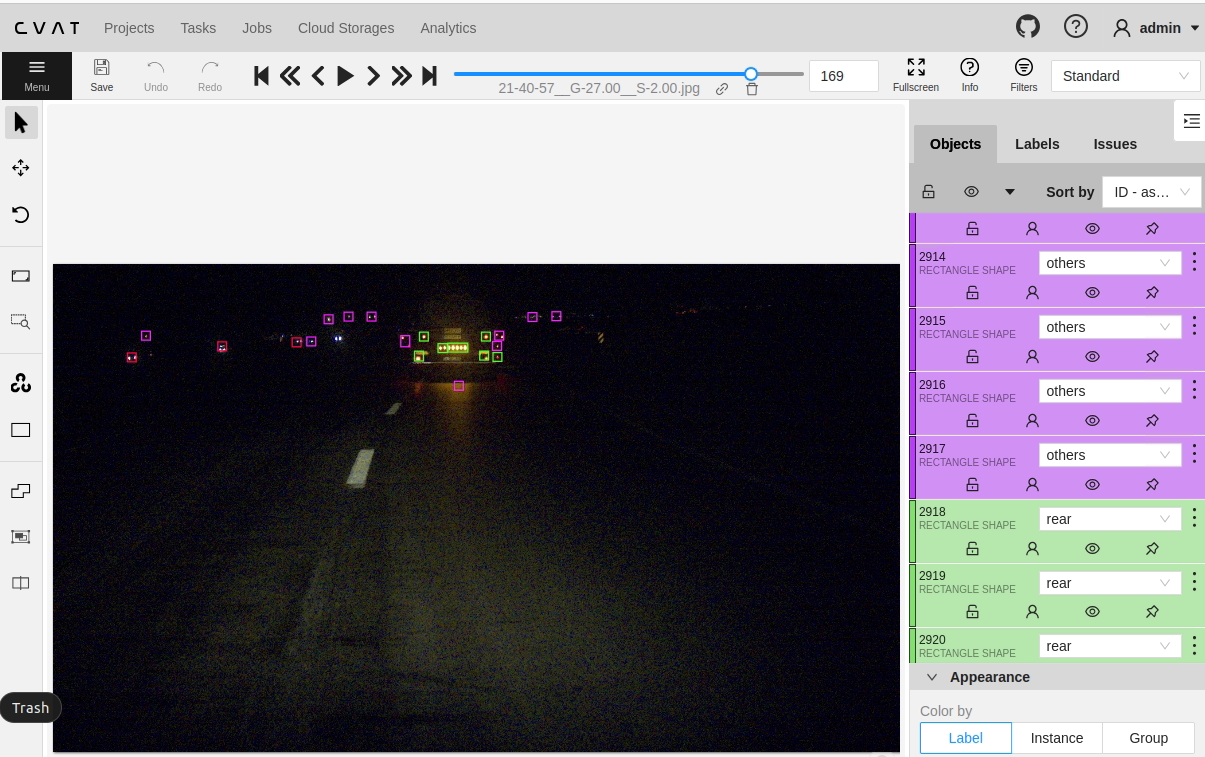 CVAT Projects Tasks Jobs Cloud Storages Analytics admin
Menu Save Undo Redo 169 Fullscreen Info Filters Standard
21-40-57__G-27.00__S-2.00.jpg
Objects Labels Issues
Sort by ID - as...
2914 others
RECTANGLE SHAPE
2915 others
RECTANGLE SHAPE
2916 others
RECTANGLE SHAPE
2917 others
RECTANGLE SHAPE
2918 rear
RECTANGLE SHAPE
2919 rear
RECTANGLE SHAPE
2920 rear
RECTANGLE SHAPE
Appearance
Color by
Label Instance Group
Trash